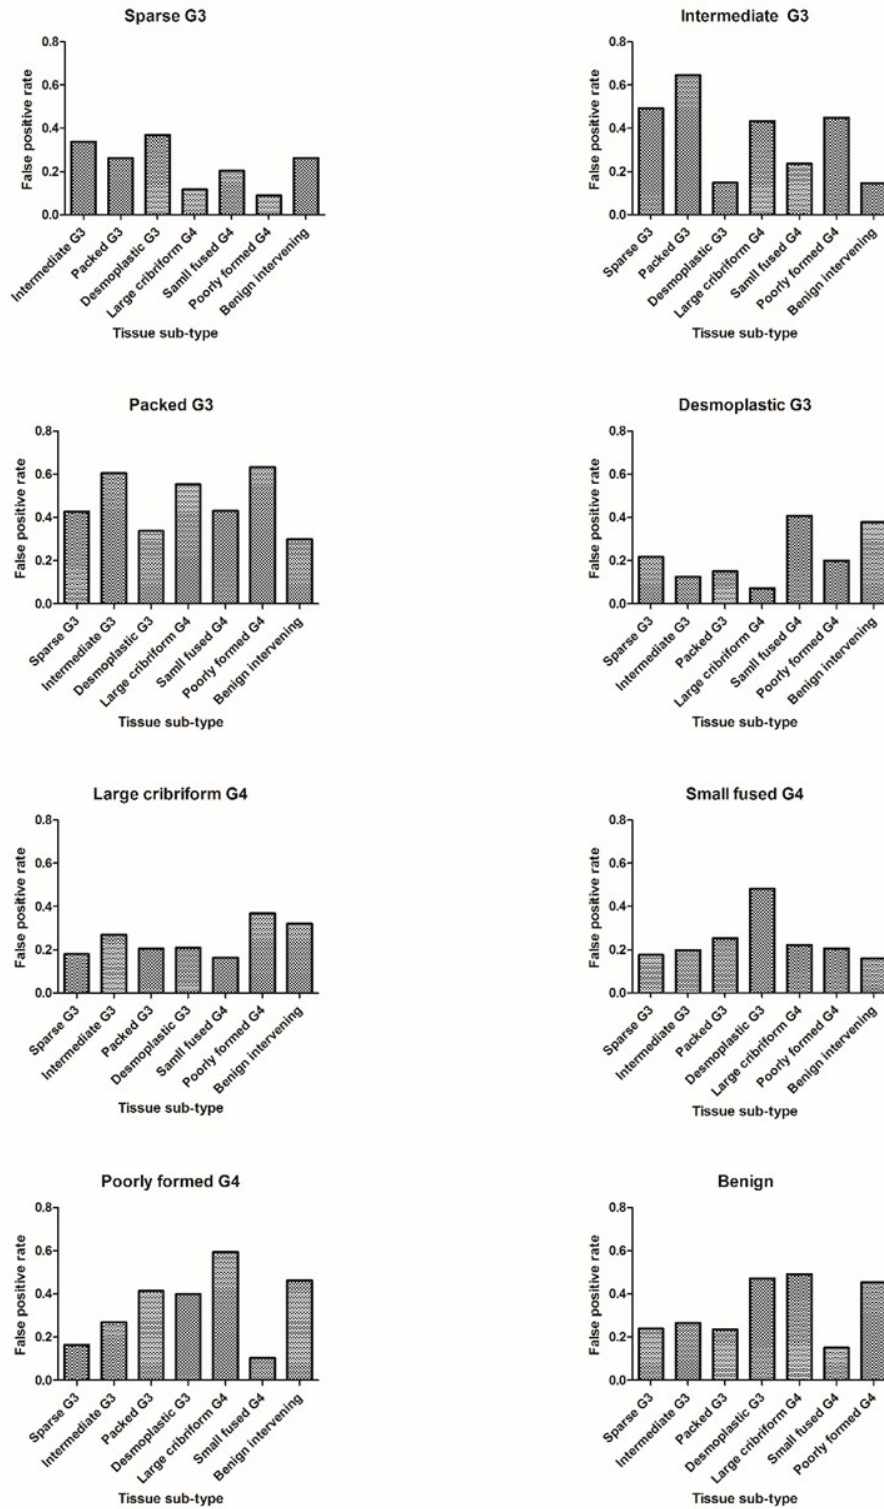 Sparse G3
False positive rate
0.8
0.6
0.4
0.2
0.0
Intermediate G3
Packed G3
Desmoplastic G3
Large cribriform G4
Samll fused G4
Poorly formed G4
Benign intervening
Tissue sub-type
Intermediate G3
False positive rate
0.8
0.6
0.4
0.2
0.0
Sparse G3
Packed G3
Desmoplastic G3
Large cribriform G4
Samll fused G4
Poorly formed G4
Benign intervening
Tissue sub-type
Packed G3
False positive rate
0.8
0.6
0.4
0.2
0.0
Sparse G3
Intermediate G3
Desmoplastic G3
Large cribriform G4
Samll fused G4
Poorly formed G4
Benign intervening
Tissue sub-type
Desmoplastic G3
False positive rate
0.8
0.6
0.4
0.2
0.0
Sparse G3
Intermediate G3
Packed G3
Large cribriform G4
Samll fused G4
Poorly formed G4
Benign intervening
Tissue sub-type
Large cribriform G4
False positive rate
0.8
0.6
0.4
0.2
0.0
Sparse G3
Intermediate G3
Packed G3
Desmoplastic G3
Samll fused G4
Poorly formed G4
Benign intervening
Tissue sub-type
Small fused G4
False positive rate
0.8
0.6
0.4
0.2
0.0
Sparse G3
Intermediate G3
Packed G3
Desmoplastic G3
Large cribriform G4
Poorly formed G4
Benign intervening
Tissue sub-type
Poorly formed G4
False positive rate
0.8
0.6
0.4
0.2
0.0
Sparse G3
Intermediate G3
Packed G3
Desmoplastic G3
Large cribriform G4
Small fused G4
Benign intervening
Tissue sub-type
Benign
False positive rate
0.8
0.6
0.4
0.2
0.0
Sparse G3
Intermediate G3
Packed G3
Desmoplastic G3
Large cribriform G4
Small fused G4
Poorly formed G4
Tissue sub-type